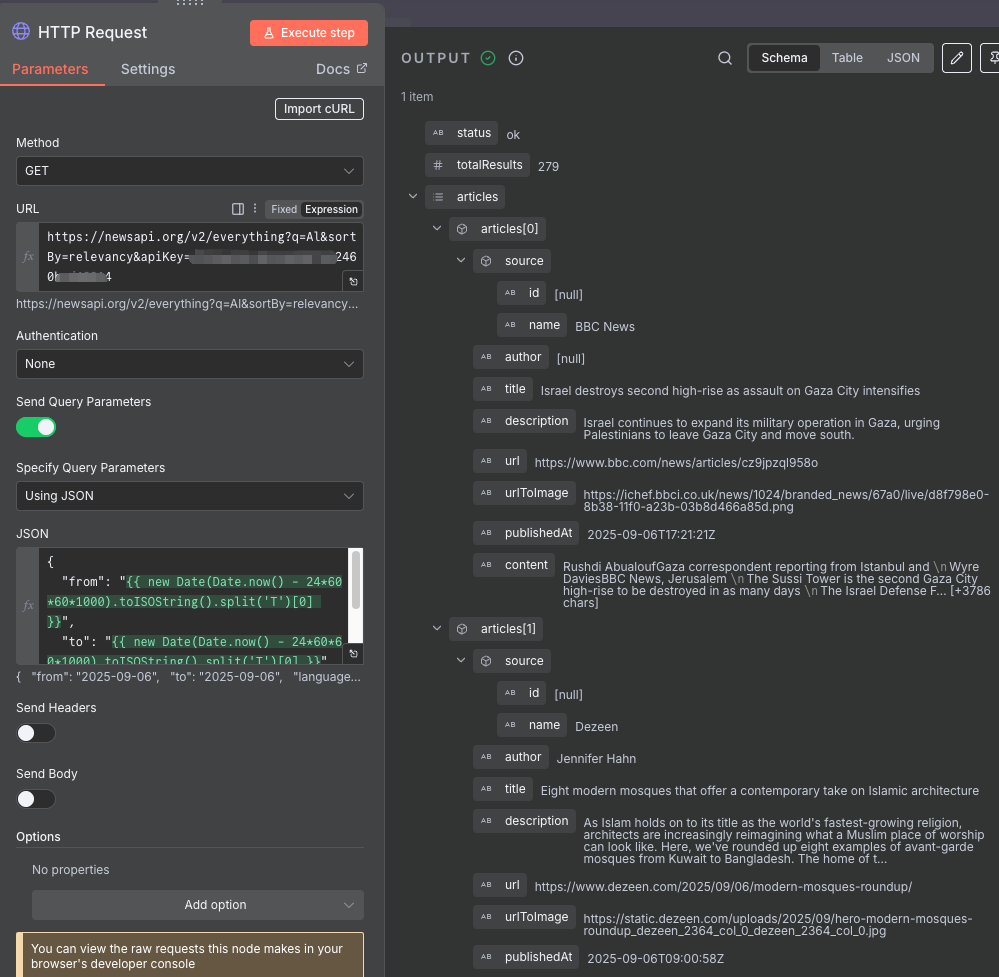 HTTP Request
Execute step
Parameters
Settings
Docs
Import cURL
Method
GET
URL
Fixed
Expression
fx
https://newsapi.org/v2/everything?q=Al&sort
By=relevancy&apiKey=
246
0b
4
https://newsapi.org/v2/everything?q=Al&sortBy=relevancy...
Authentication
None
Send Query Parameters
Specify Query Parameters
Using JSON
JSON
fx
{
"from": "{{ new Date(Date.now() - 24*60
*60*1000).toISOString().split('T')[0]
}}",
"to": "{{ new Date(Date.now() - 24*60*6
0*1000).toISOString().split('T')[0] }}"
{ "from": "2025-09-06", "to": "2025-09-06", "language...
Send Headers
Send Body
Options
No properties
Add option
You can view the raw requests this node makes in your
browser's developer console
OUTPUT
Schema
Table
JSON
1 item
AB status ok
# totalResults 279
articles
articles[0]
source
AB id [null]
AB name BBC News
AB author [null]
AB title Israel destroys second high-rise as assault on Gaza City intensifies
AB description Israel continues to expand its military operation in Gaza, urging
Palestinians to leave Gaza City and move south.
AB url https://www.bbc.com/news/articles/cz9jpzql958o
AB urlToImage https://ichef.bbci.co.uk/news/1024/branded_news/67a0/live/d8f798e0-
8b38-11f0-a23b-03b8d466a85d.png
AB publishedAt 2025-09-06T17:21:21Z
AB content Rushdi AbualoufGaza correspondent reporting from Istanbul and \n Wyre
DaviesBBC News, Jerusalem \n The Sussi Tower is the second Gaza City
high-rise to be destroyed in as many days \n The Israel Defense F... [+3786
chars]
articles[1]
source
AB id [null]
AB name Dezeen
AB author Jennifer Hahn
AB title Eight modern mosques that offer a contemporary take on Islamic architecture
AB description As Islam holds on to its title as the world's fastest-growing religion,
architects are increasingly reimagining what a Muslim place of worship
can look like. Here, we've rounded up eight examples of avant-garde
mosques from Kuwait to Bangladesh. The home of t...
AB url https://www.dezeen.com/2025/09/06/modern-mosques-roundup/
AB urlToImage https://static.dezeen.com/uploads/2025/09/hero-modern-mosques-
roundup_dezeen_2364_col_0_dezeen_2364_col_0.jpg
AB publishedAt 2025-09-06T09:00:58Z